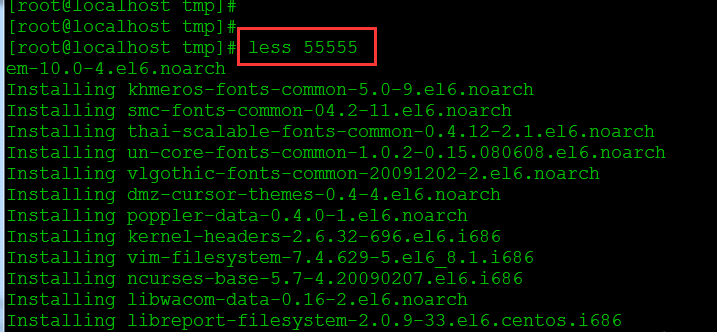 [root@localhost tmp]#
[root@localhost tmp]#
[root@localhost tmp]# less 55555
em-10.0-4.el6.noarch
Installing khmeros-fonts-common-5.0-9.el6.noarch
Installing smc-fonts-common-04.2-11.el6.noarch
Installing thai-scalable-fonts-common-0.4.12-2.1.el6.noarch
Installing un-core-fonts-common-1.0.2-0.15.080608.el6.noarch
Installing vlgothic-fonts-common-20091202-2.el6.noarch
Installing dmz-cursor-themes-0.4-4.el6.noarch
Installing poppler-data-0.4.0-1.el6.noarch
Installing kernel-headers-2.6.32-696.el6.i686
Installing vim-filesystem-7.4.629-5.el6_8.1.i686
Installing ncurses-base-5.7-4.20090207.el6.i686
Installing libwacom-data-0.16-2.el6.noarch
Installing libreport-filesystem-2.0.9-33.el6.centos.i686